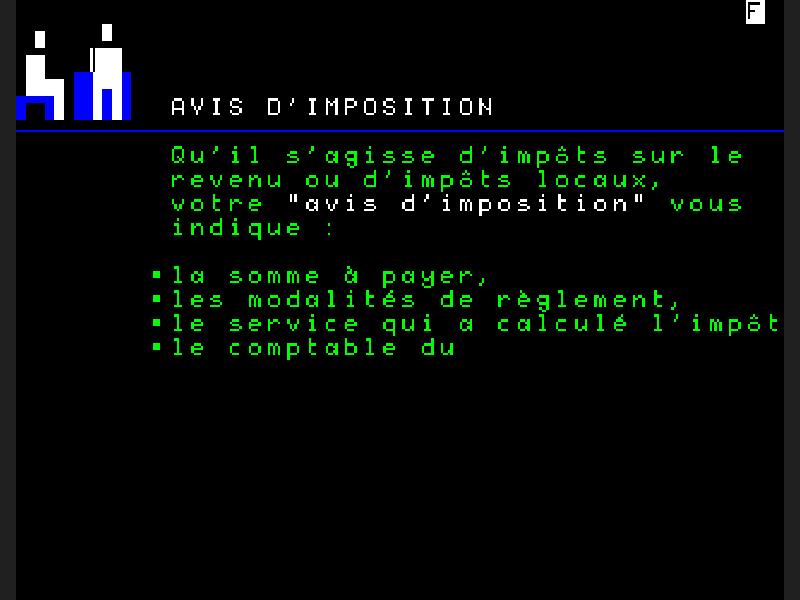 F
AVIS D'IMPOSITION
Qu'il s'agisse d'impôts sur le
revenu ou d'impôts locaux,
votre "avis d'imposition" vous
indique :
▪la somme à payer,
▪les modalités de règlement,
▪le service qui a calculé l'impôt
▪le comptable du